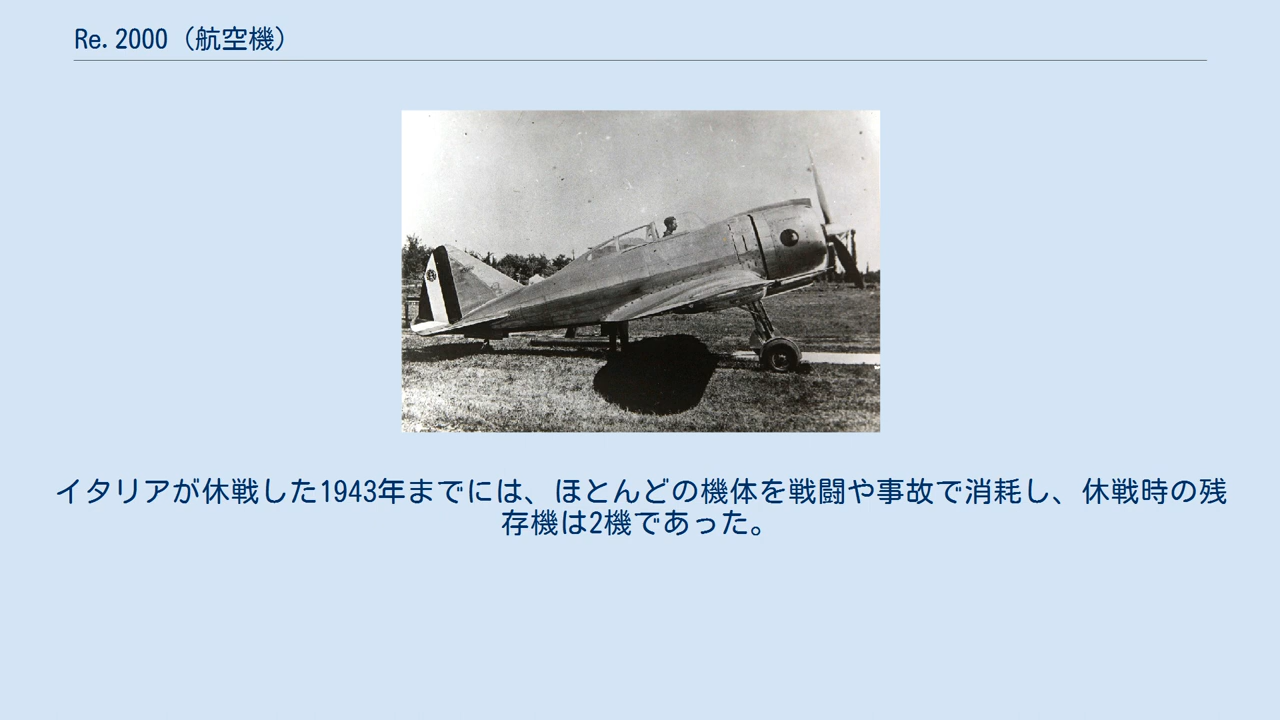 Re.2000（航空機）
イタリアが休戦した1943年までには、ほとんどの機体を戦闘や事故で消耗し、休戦時の残
存機は2機であった。